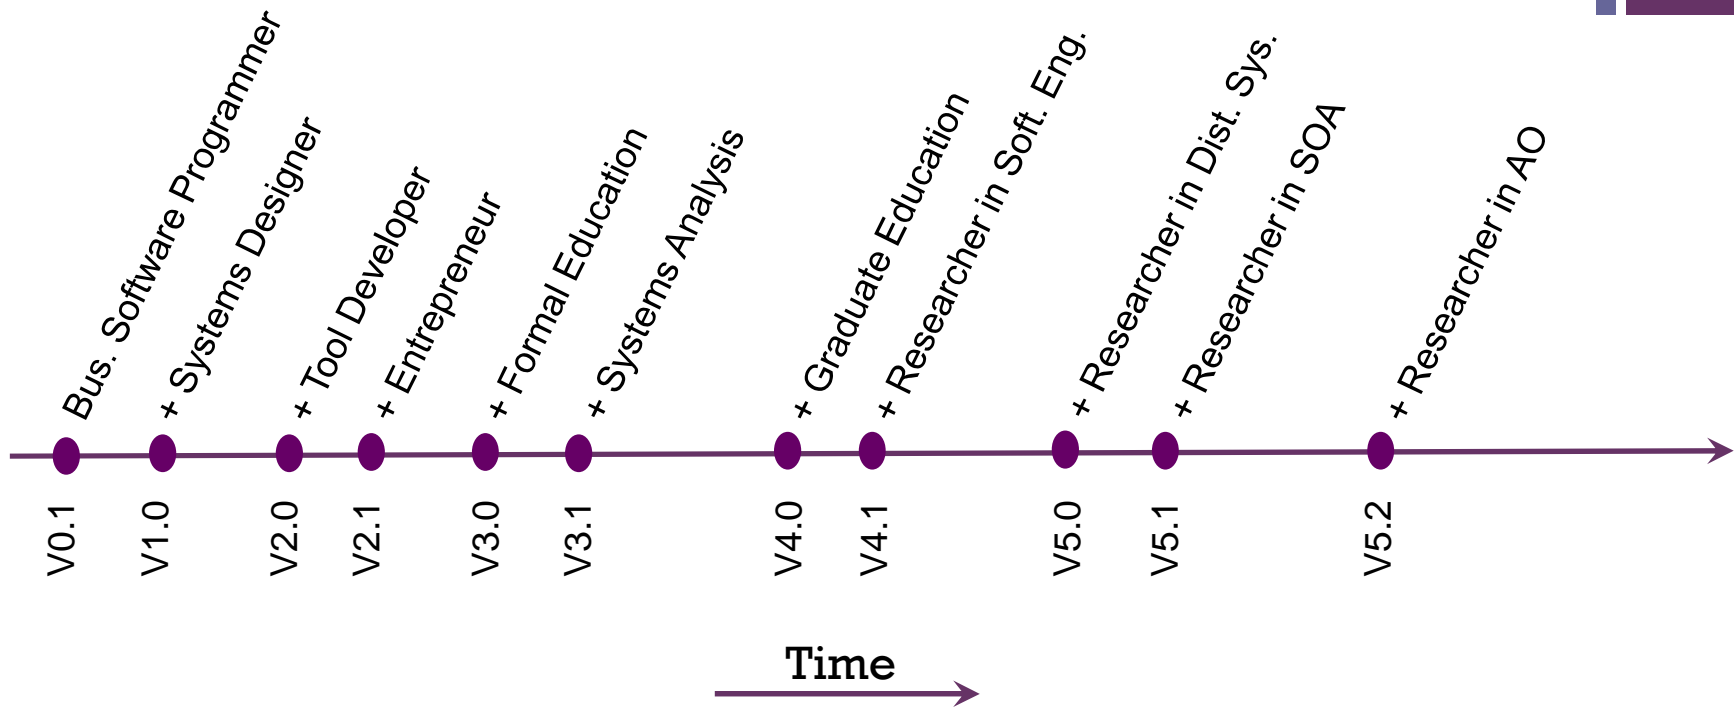 Bus. Software Programmer
+ Systems Designer
+ Tool Developer
+ Entrepreneur
+ Formal Education
+ Systems Analysis
+ Graduate Education
+ Researcher in Soft. Eng.
+ Researcher in Dist. Sys.
+ Researcher in SOA
+ Researcher in AO
V0.1
V1.0
V2.0
V2.1
V3.0
V3.1
V4.0
V4.1
V5.0
V5.1
V5.2
Time